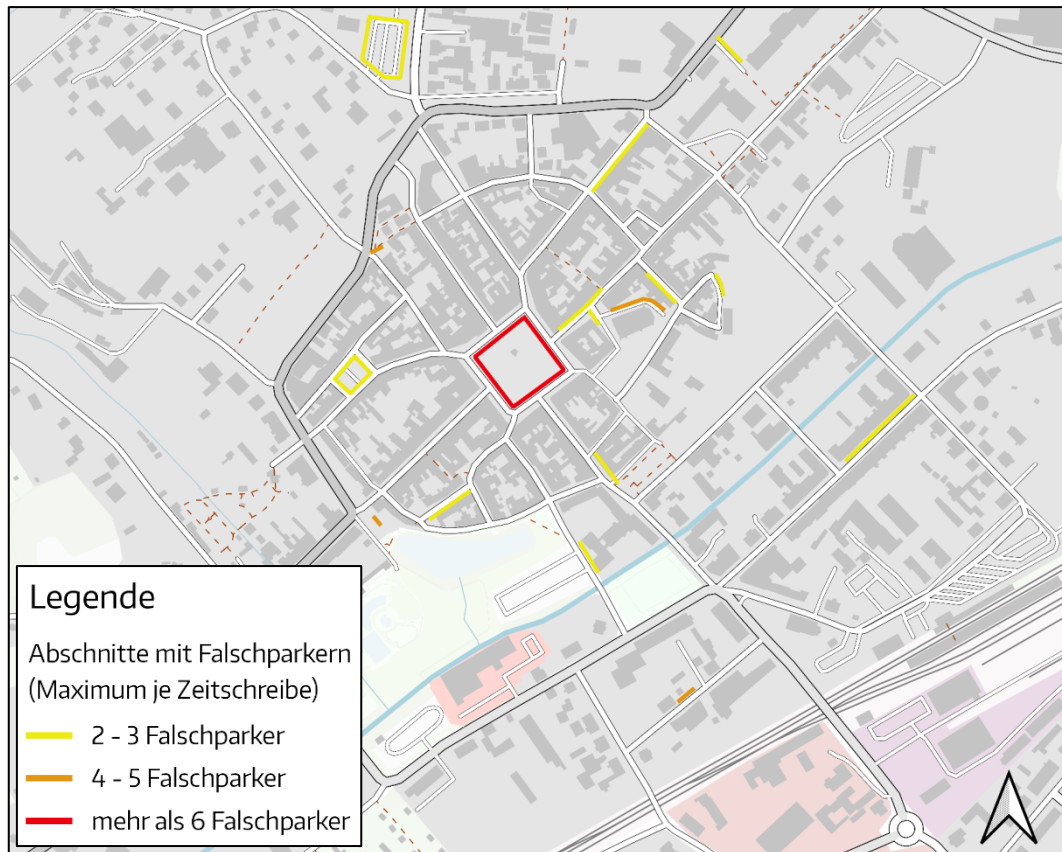 Legende
Abschnitte mit Falschparkern
(Maximum je Zeitschreibe)
2 - 3 Falschparker
4 - 5 Falschparker
mehr als 6 Falschparker